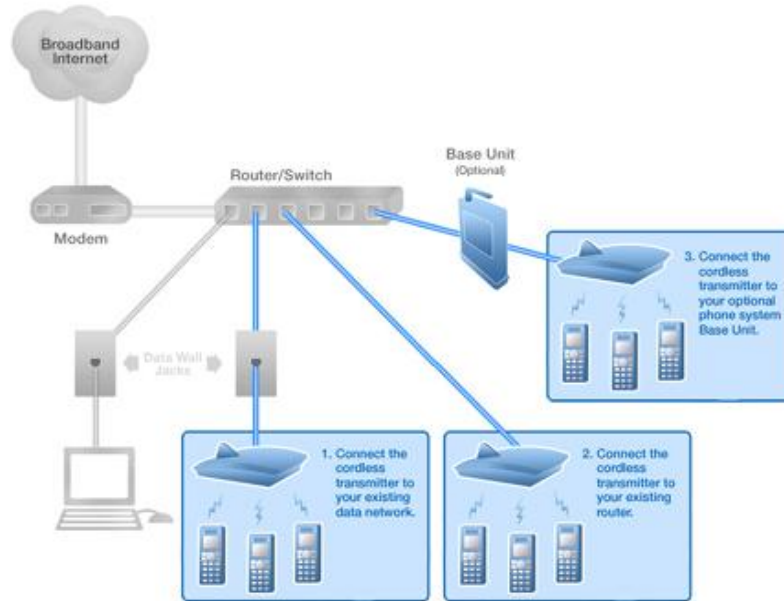 Broadband
Internet
Base Unit
(Optional)
Router/Switch
Modem
3. Connect the
cordless
transmitter to
your optional
phone system
Base Unit.
Data Wall
Jacks
1. Connect the
cordless
transmitter to
your existing
data network.
2. Connect the
cordless
transmitter to
your existing
router.